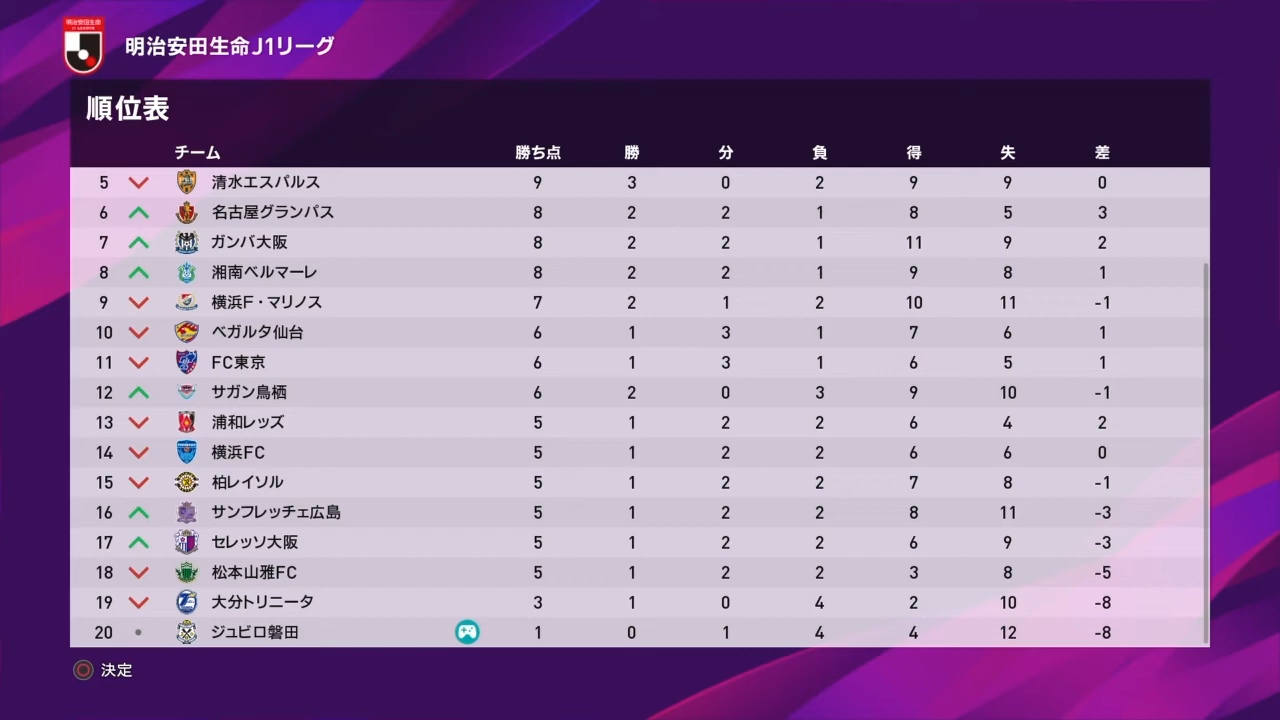 明治安田生命J1リーグ
順位表
チーム 勝ち点 勝 分 負 得 失 差
5 清水エスパルス 9 3 0 2 9 9 0
6 名古屋グランパス 8 2 2 1 8 5 3
7 ガンバ大阪 8 2 2 1 11 9 2
8 湘南ベルマーレ 8 2 2 1 9 8 1
9 横浜F・マリノス 7 2 1 2 10 11 -1
10 ベガルタ仙台 6 1 3 1 7 6 1
11 FC東京 6 1 3 1 6 5 1
12 サガン鳥栖 6 2 0 3 9 10 -1
13 浦和レッズ 5 1 2 2 6 4 2
14 横浜FC 5 1 2 2 6 6 0
15 柏レイソル 5 1 2 2 7 8 -1
16 サンフレッチェ広島 5 1 2 2 8 11 -3
17 セレッソ大阪 5 1 2 2 6 9 -3
18 松本山雅FC 5 1 2 2 3 8 -5
19 大分トリニータ 3 1 0 4 2 10 -8
20 ジュビロ磐田 1 0 1 4 4 12 -8
決定